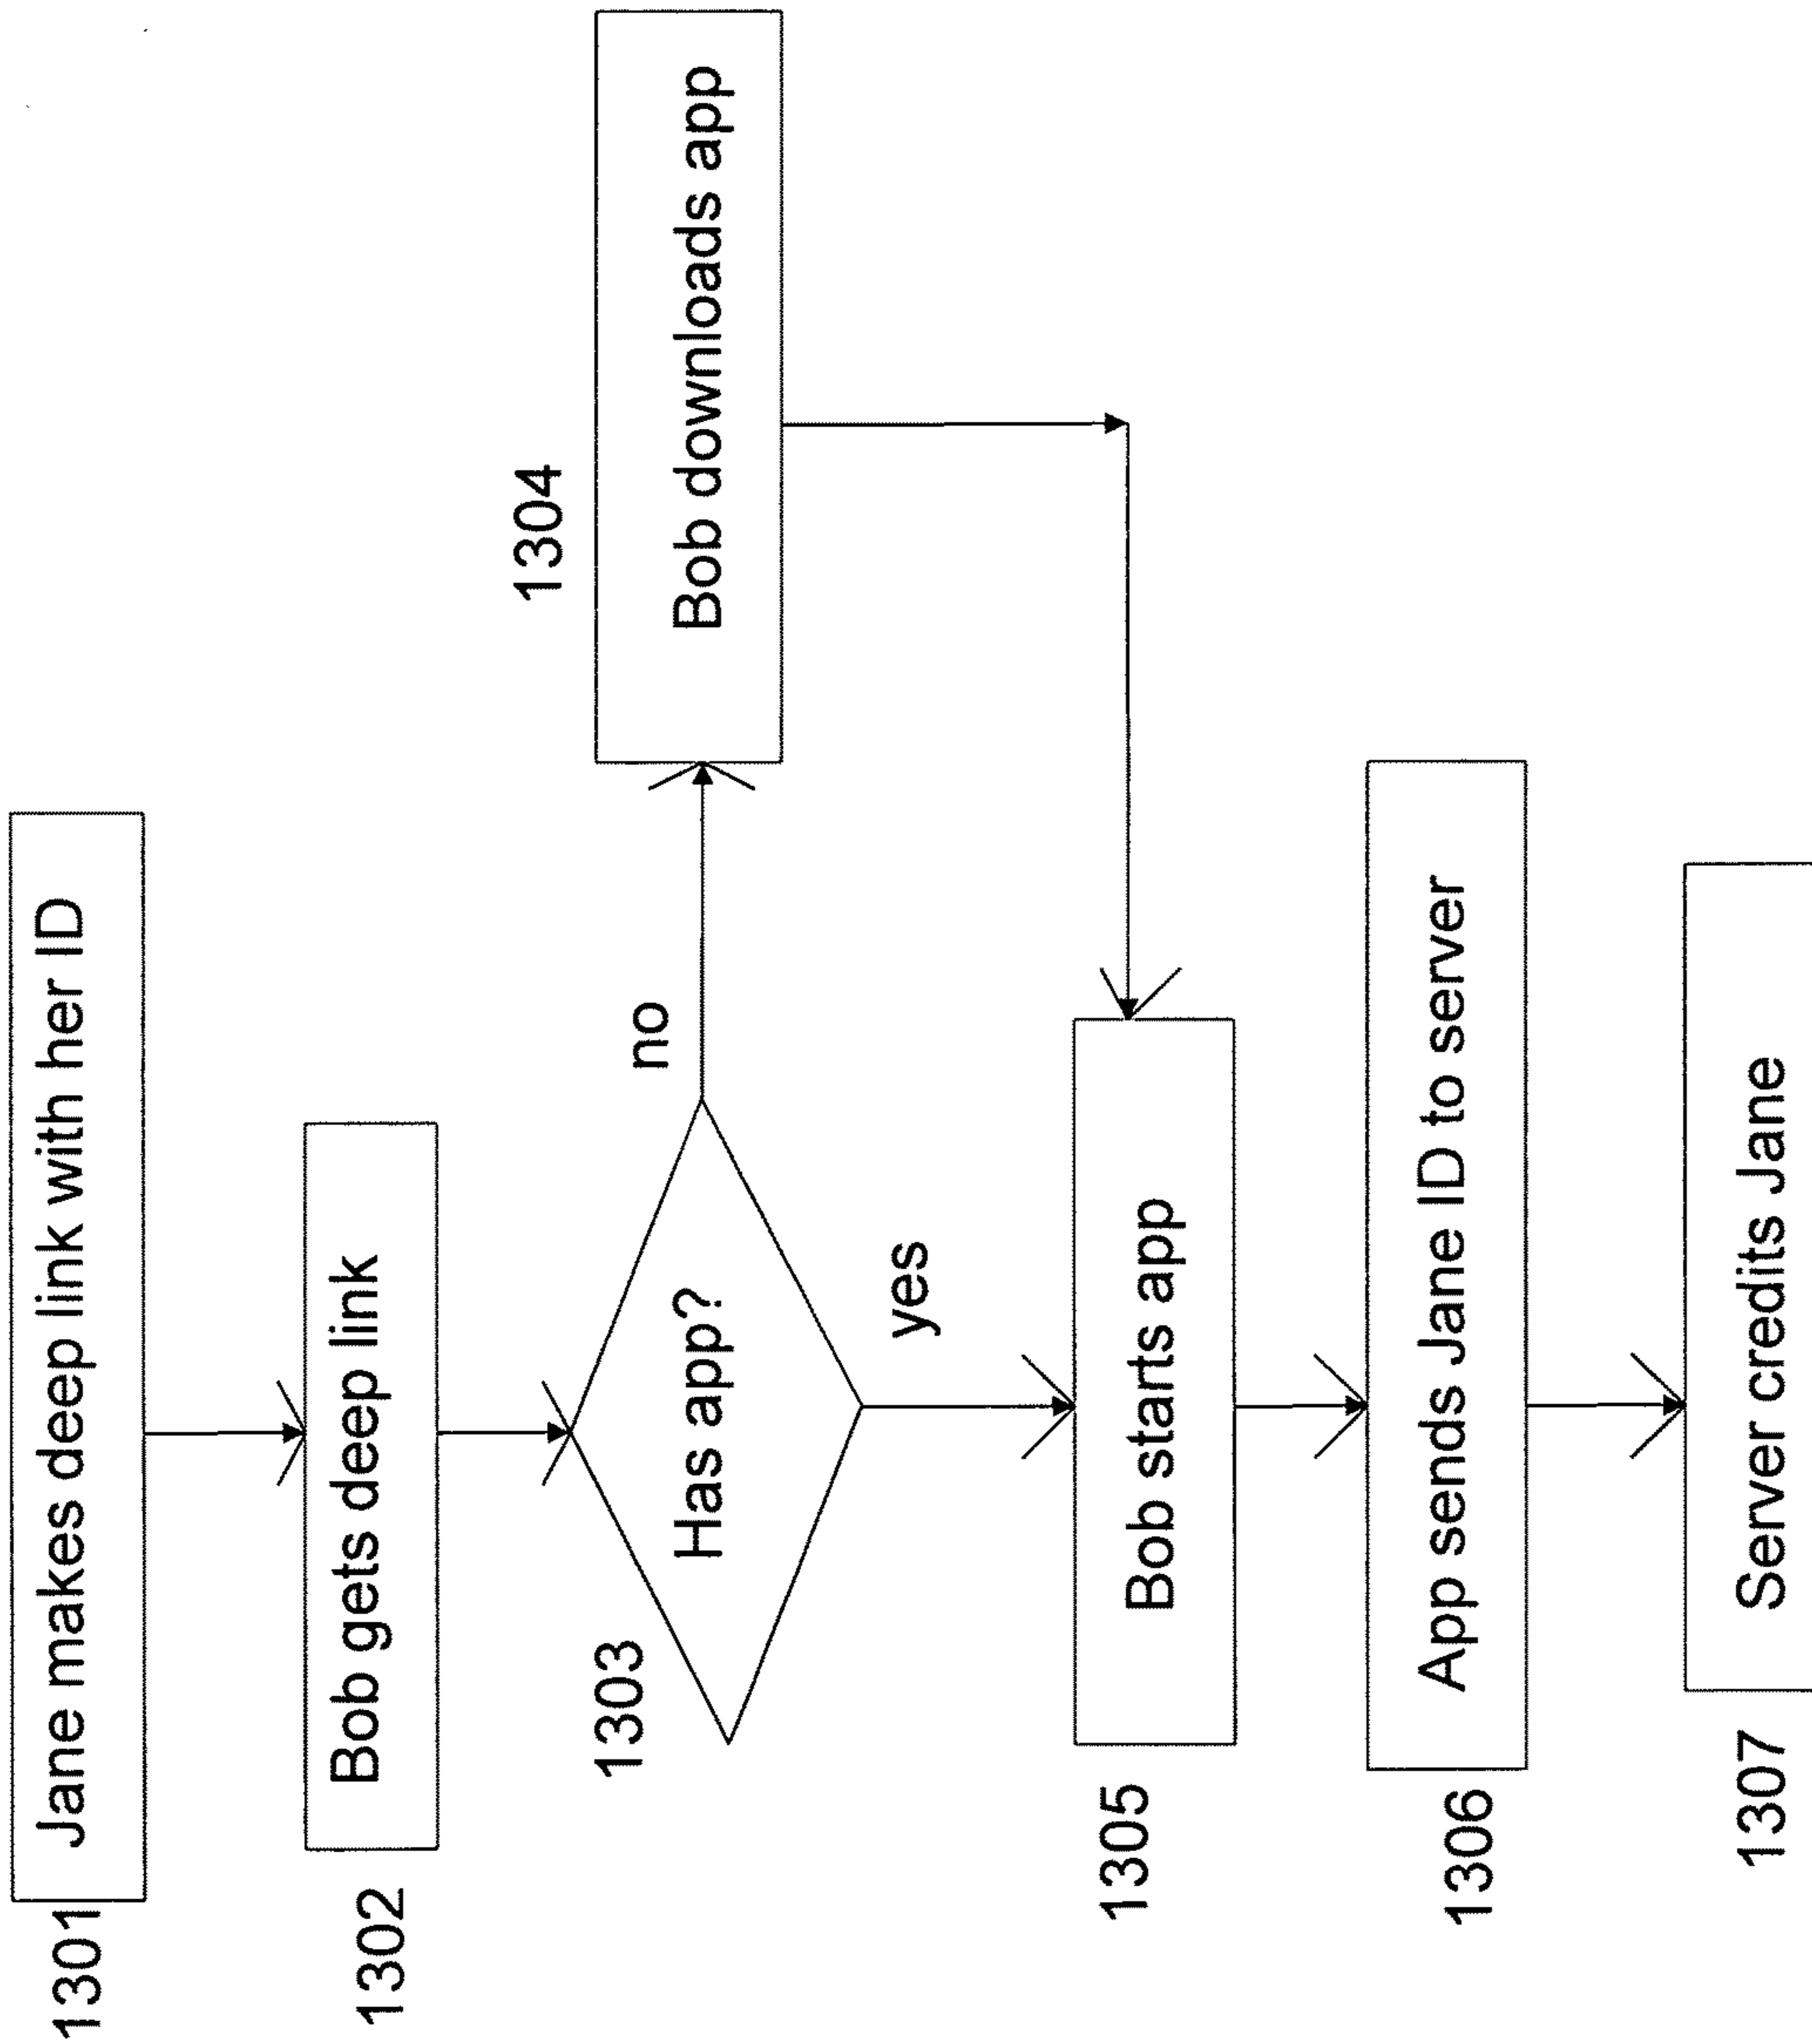 1301
Jane makes deep link with her ID
1302
Bob gets deep link
1303
Has app?
no
1304
Bob downloads app
yes
1305
Bob starts app
1306
App sends Jane ID to server
1307
Server credits Jane